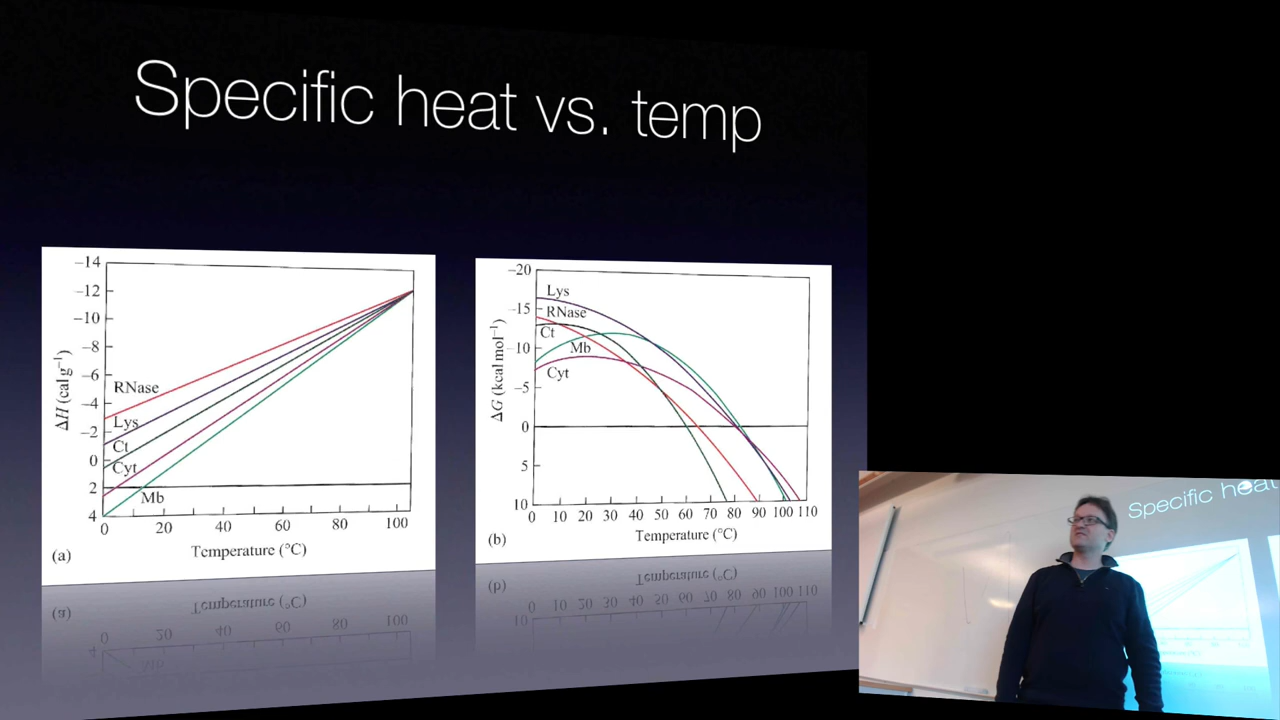 Specific heat vs. temp
−14
−12
−10
−8
−6
−4
−2
0
2
4
ΔH (cal g⁻¹)
RNase
Lys
Ct
Cyt
Mb
0 20 40 60 80 100
Temperature (°C)
(a)
−20
−15
−10
−5
0
5
10
ΔG (kcal mol⁻¹)
Lys
RNase
Ct
Mb
Cyt
0 10 20 30 40 50 60 70 80 90 100 110
Temperature (°C)
(b)
Specific heat